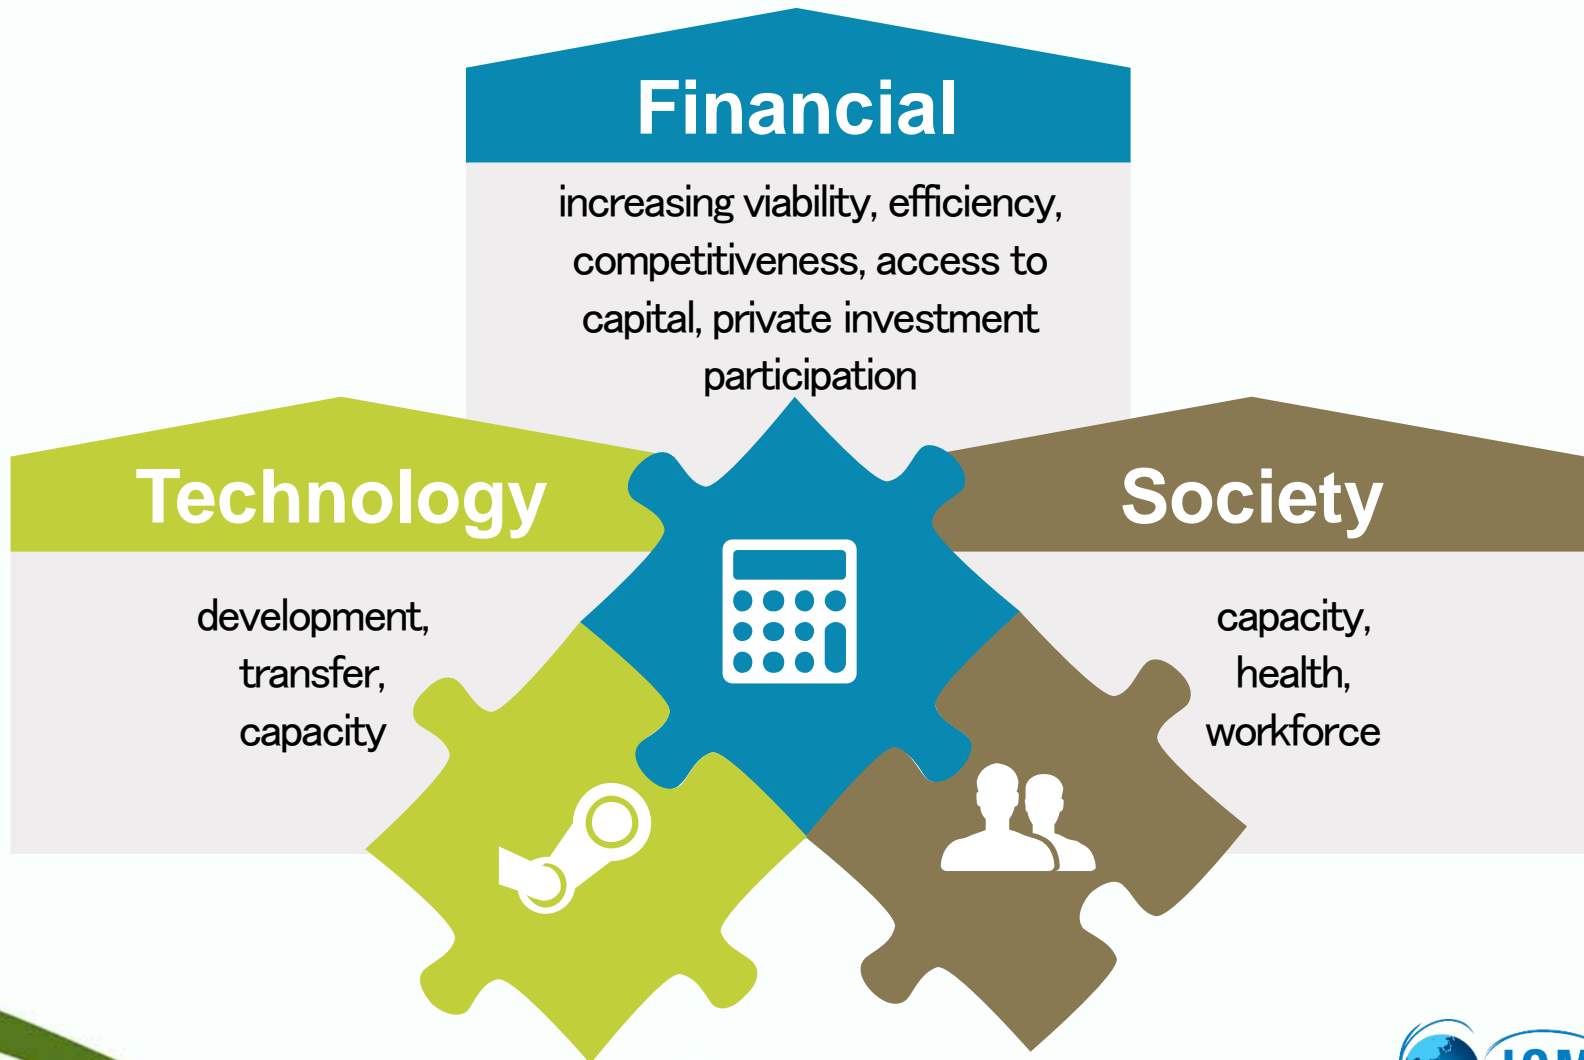 Financial
increasing viability, efficiency,
competitiveness, access to
capital, private investment
participation
Technology
development,
transfer,
capacity
Society
capacity,
health,
workforce